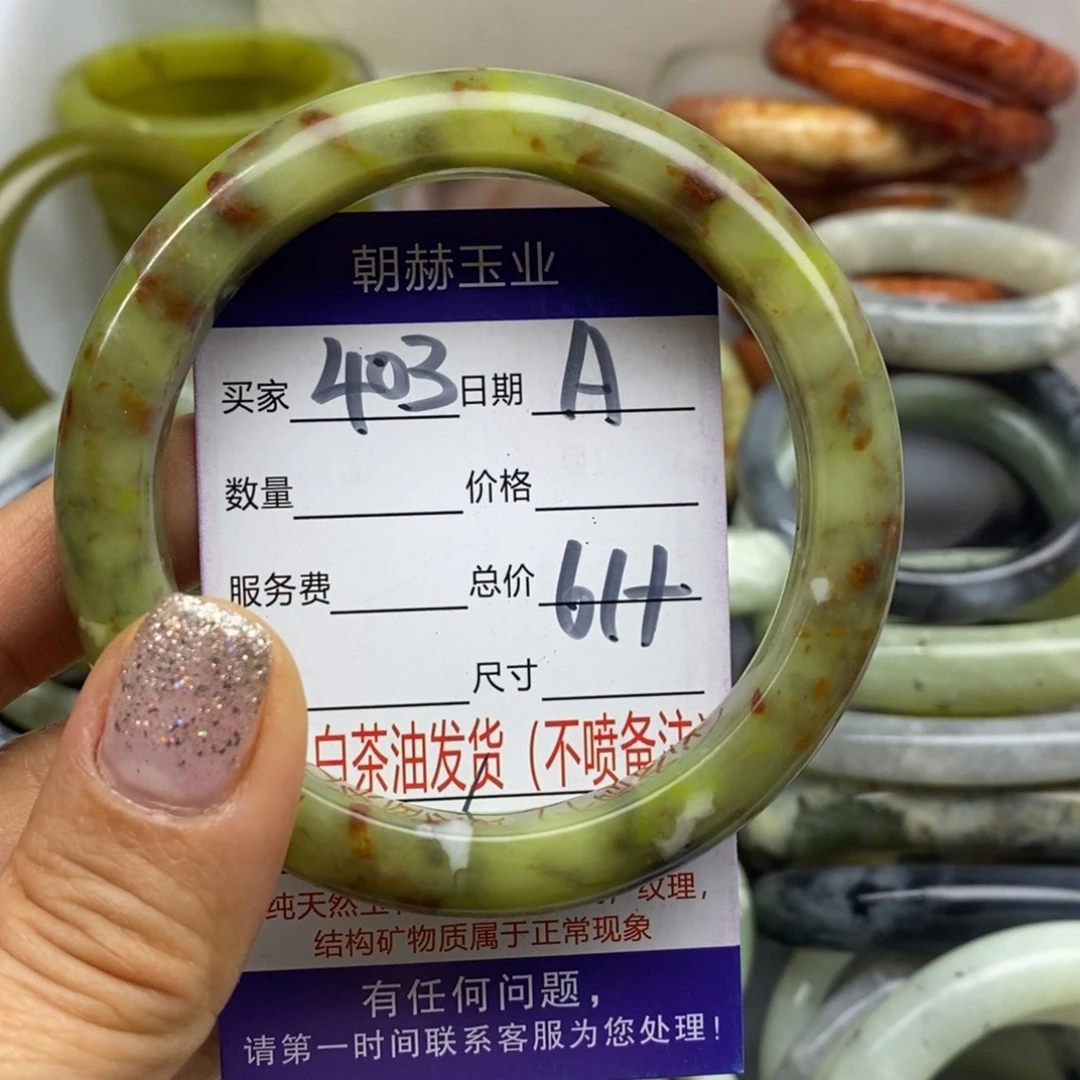 朝赫玉业
买家 403 日期 A
数量 价格
服务费 总价 61+
尺寸
白茶油发货（不喷备注）
纯天然玉 纹理，
结构矿物质属于正常现象
有任何问题，
请第一时间联系客服为您处理！